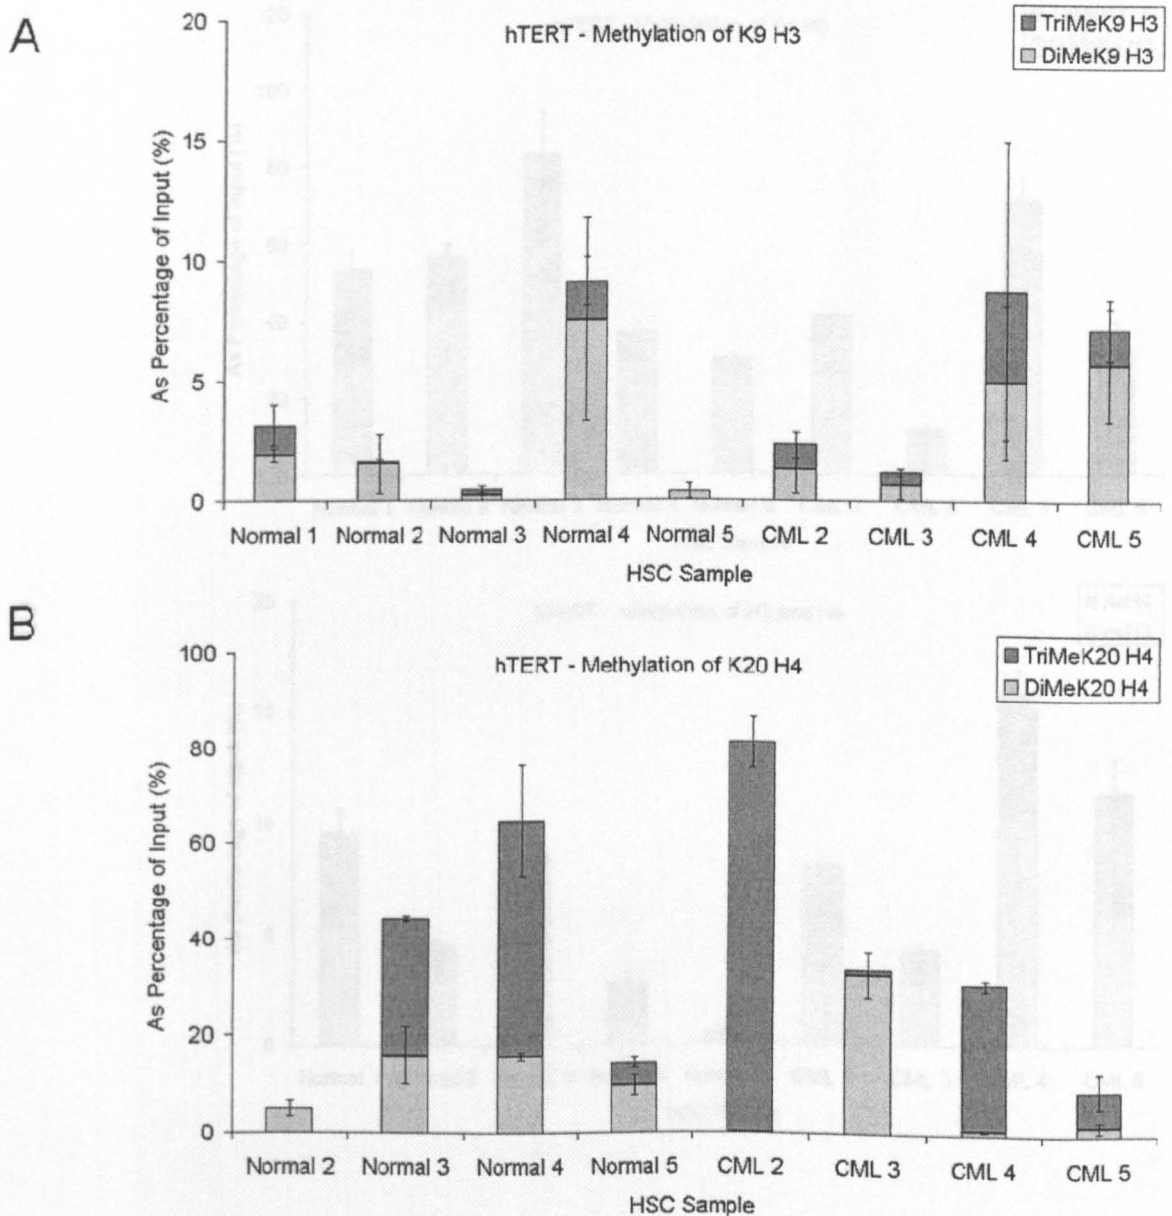 A
hTERT - Methylation of K9 H3
TriMeK9 H3
DiMeK9 H3
As Percentage of Input (%)
20
15
10
5
0
Normal 1 Normal 2 Normal 3 Normal 4 Normal 5 CML 2 CML 3 CML 4 CML 5
HSC Sample
B
hTERT - Methylation of K20 H4
TriMeK20 H4
DiMeK20 H4
As Percentage of Input (%)
100
80
60
40
20
0
Normal 2 Normal 3 Normal 4 Normal 5 CML 2 CML 3 CML 4 CML 5
HSC Sample